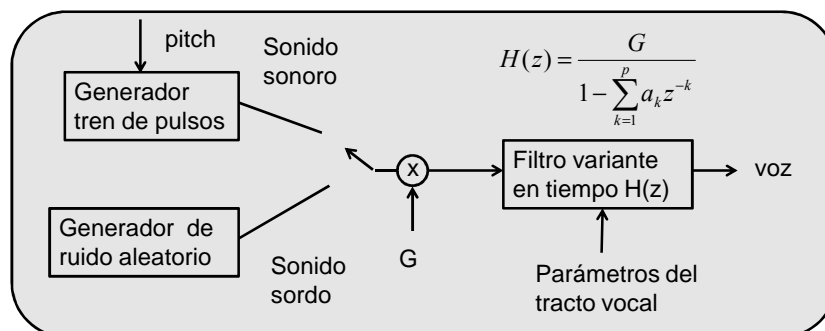 pitch
Sonido
sonoro
Generador
tren de pulsos
H(z) = G / (1 - \sum_{k=1}^{p} a_k z^{-k})
x
Filtro variante
en tiempo H(z)
voz
Generador de
ruido aleatorio
Sonido
sordo
G
Parámetros del
tracto vocal